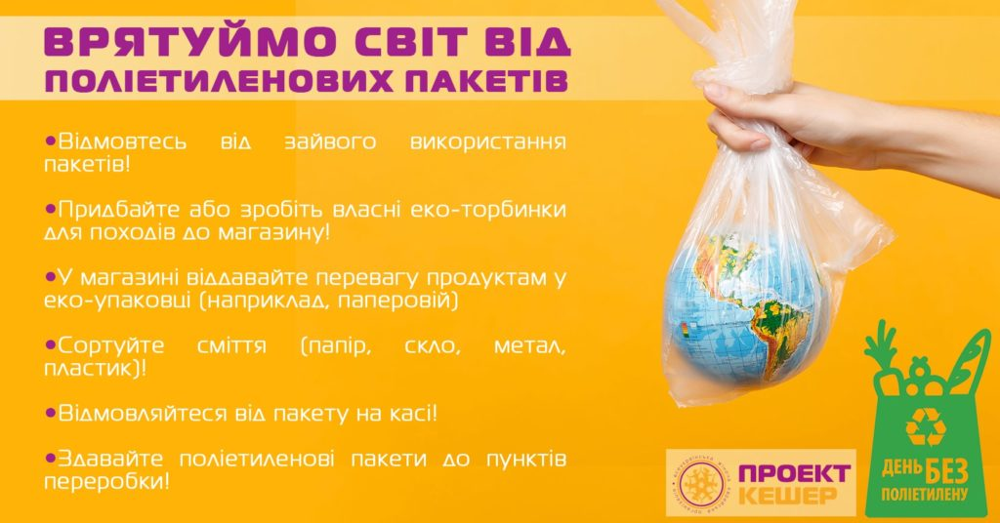 ВРЯТУЙМО СВІТ ВІД
ПОЛІЕТИЛЕНОВИХ ПАКЕТІВ
•Відмовтесь від зайвого використання
пакетів!
•Придбайте або зробіть власні еко-торбинки
для походів до магазину!
•У магазині віддавайте перевагу продуктам у
еко-упаковці (наприклад, паперовій)
•Сортуйте сміття (папір, скло, метал,
пластик)!
•Відмовляйтеся від пакету на касі!
•Здавайте поліетиленові пакети до пунктів
переробки!
ПРОЕКТ
КЕШЕР
ДЕНЬ БЕЗ
ПОЛІЕТИЛЕНУ